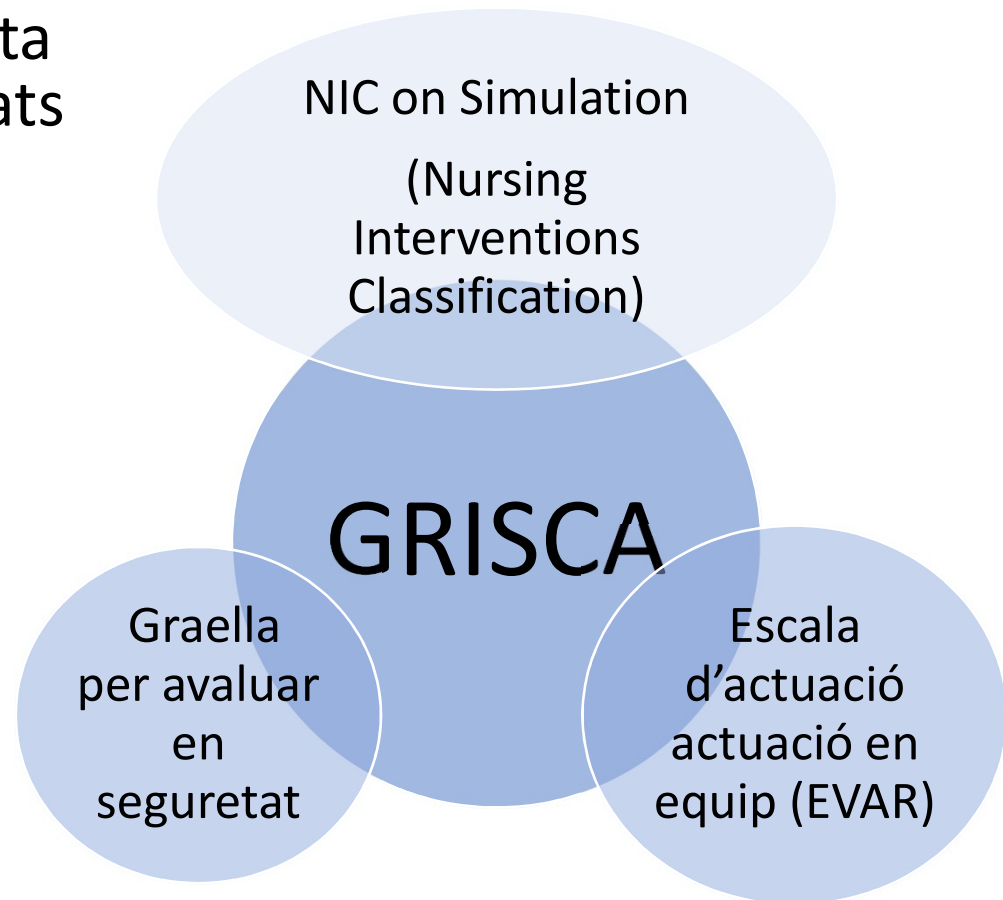 ta
ats
NIC on Simulation
(Nursing
Interventions
Classification)
GRISCA
Graella
per avaluar
en
seguretat
Escala
d’actuació
actuació en
equip (EVAR)